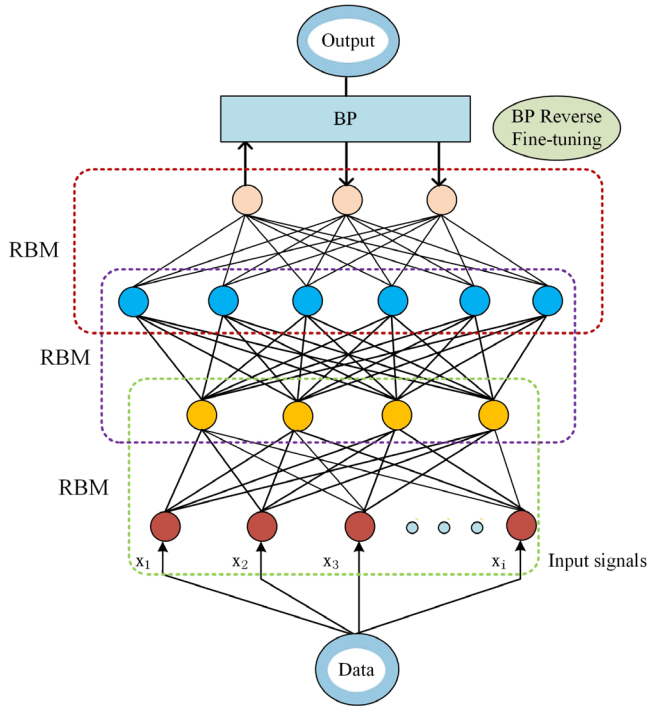 Output
BP
BP Reverse
Fine-tuning
RBM
RBM
RBM
x1 x2 x3 xi
Input signals
Data